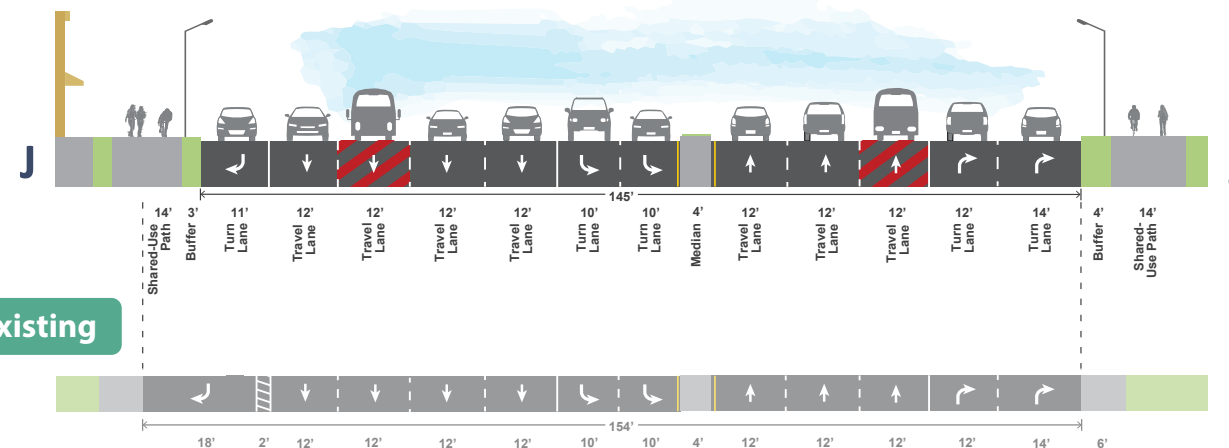 J
145'
14' 3' 11' 12' 12' 12' 12' 10' 10' 4' 12' 12' 12' 12' 14' 4' 14'
Shared-Use
Path
Buffer
Turn
Lane
Travel
Lane
Travel
Lane
Travel
Lane
Travel
Lane
Turn
Lane
Turn
Lane
Median
Travel
Lane
Travel
Lane
Travel
Lane
Turn
Lane
Turn
Lane
Buffer
Shared-
Use Path
xisting
154'
18' 2' 12' 12' 12' 12' 10' 10' 4' 12' 12' 12' 12' 14' 6'